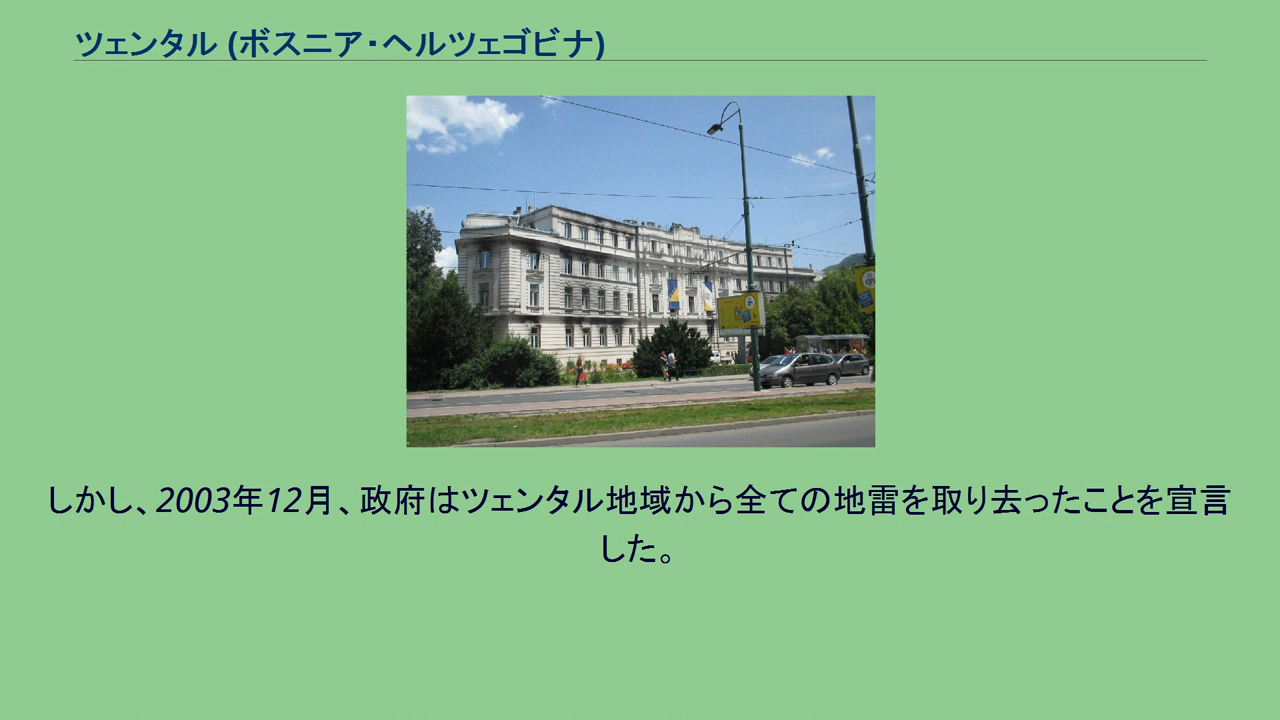 ツェンタル (ボスニア・ヘルツェゴビナ)
しかし、2003年12月、政府はツェンタル地域から全ての地雷を取り去ったことを宣言
した。